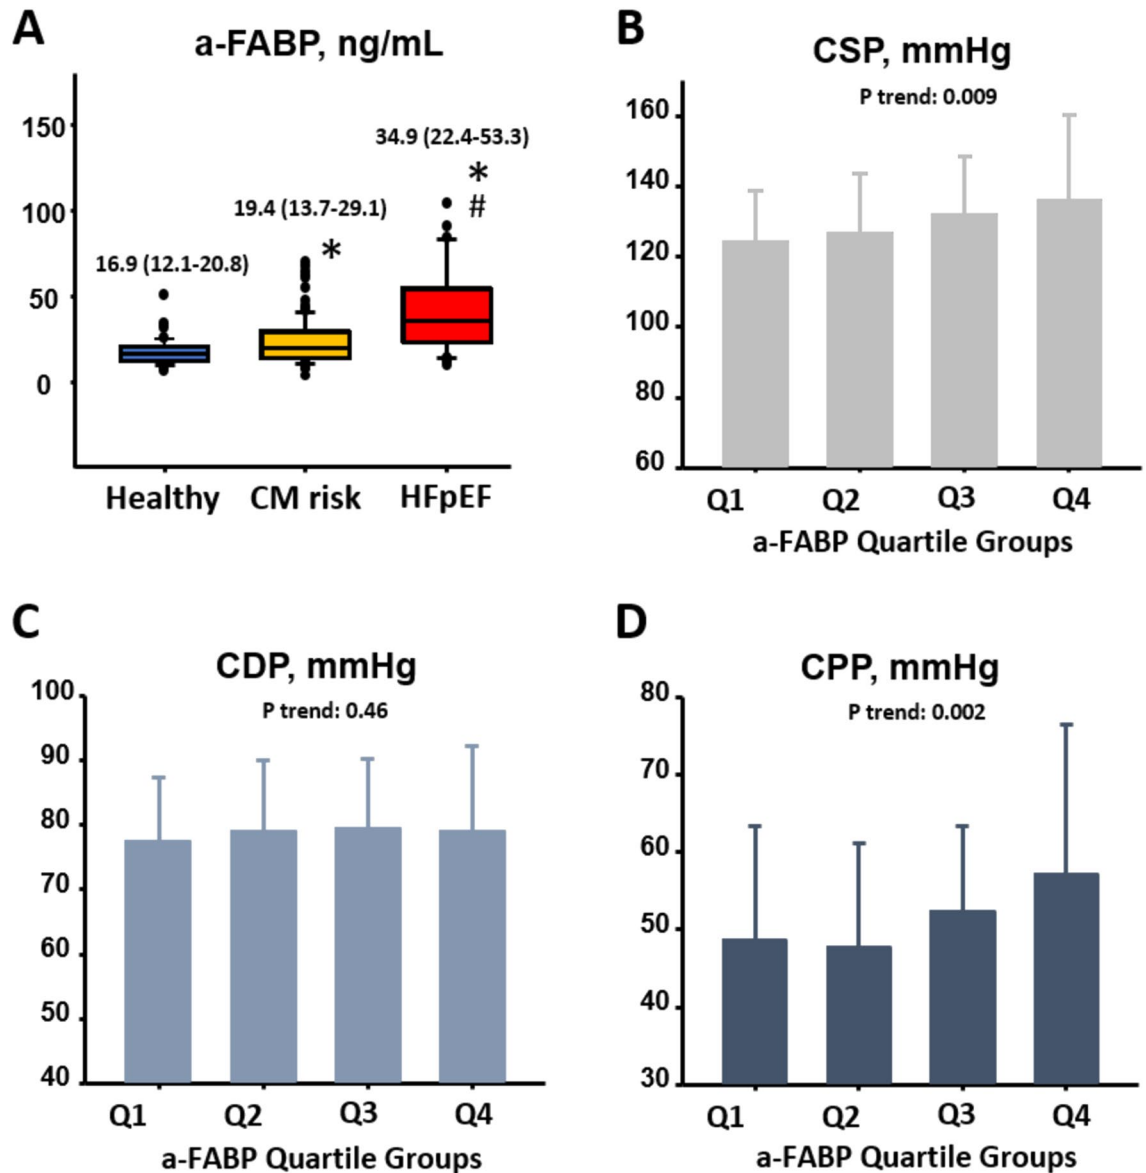 A
a-FABP, ng/mL
150
100
50
0
16.9 (12.1-20.8)
19.4 (13.7-29.1)
*
34.9 (22.4-53.3)
*
#
Healthy CM risk HFpEF
B
CSP, mmHg
P trend: 0.009
160
140
120
100
80
60
Q1 Q2 Q3 Q4
a-FABP Quartile Groups
C
CDP, mmHg
P trend: 0.46
100
90
80
70
60
50
40
Q1 Q2 Q3 Q4
a-FABP Quartile Groups
D
CPP, mmHg
P trend: 0.002
80
70
60
50
40
30
Q1 Q2 Q3 Q4
a-FABP Quartile Groups